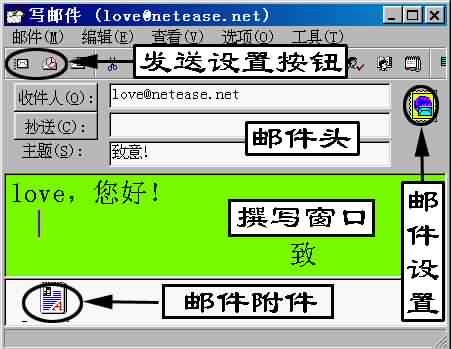 写邮件 (love@netease.net)
邮件(M) 编辑(E) 查看(V) 选项(O) 工具(T)
发送设置按钮
收件人(O): love@netease.net
抄送(C):
邮件头
主题(S): 致意!
love, 您好!
撰写窗口
致
邮件设置
邮件附件